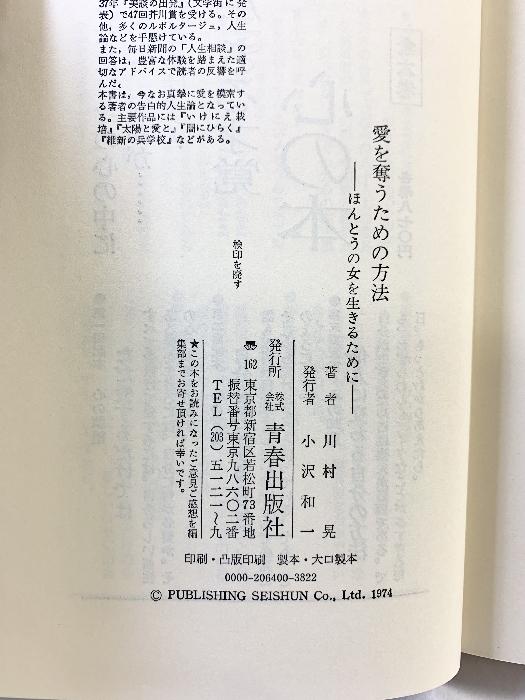 37年『美談の出発』(文学街に発
表)で47回芥川賞を受ける。その
他、多くのルポルタージュ，人生
論などを手懸けている。
また，毎日新聞の「人生相談」の
回答は，豊富な体験を踏まえた適
切なアドバイスで読者の反響を呼
んだ。
本書は，今なお真摯に愛を模索す
る著者の告白的人生論となってい
る。主要作品には『いけにえ栽
培』『太陽と愛と』『闇にひらく』
『維新の兵学校』などがある。
愛を奪うための方法
――ほんとうの女を生きるために――
検印を廃す
著者 川村 晃
発行者 小沢和一
発行所 株式会社 青春出版社
162 東京都新宿区若松町73番地
振替番号東京九八六〇二番
TEL(203)五一二一〜九
★この本をお読みになったご意見ご感想を編
集部までお寄せ頂ければ幸いです。
印刷・凸版印刷 製本・大口製本
0000-206400-3822
© PUBLISHING SEISHUN Co., Ltd. 1974